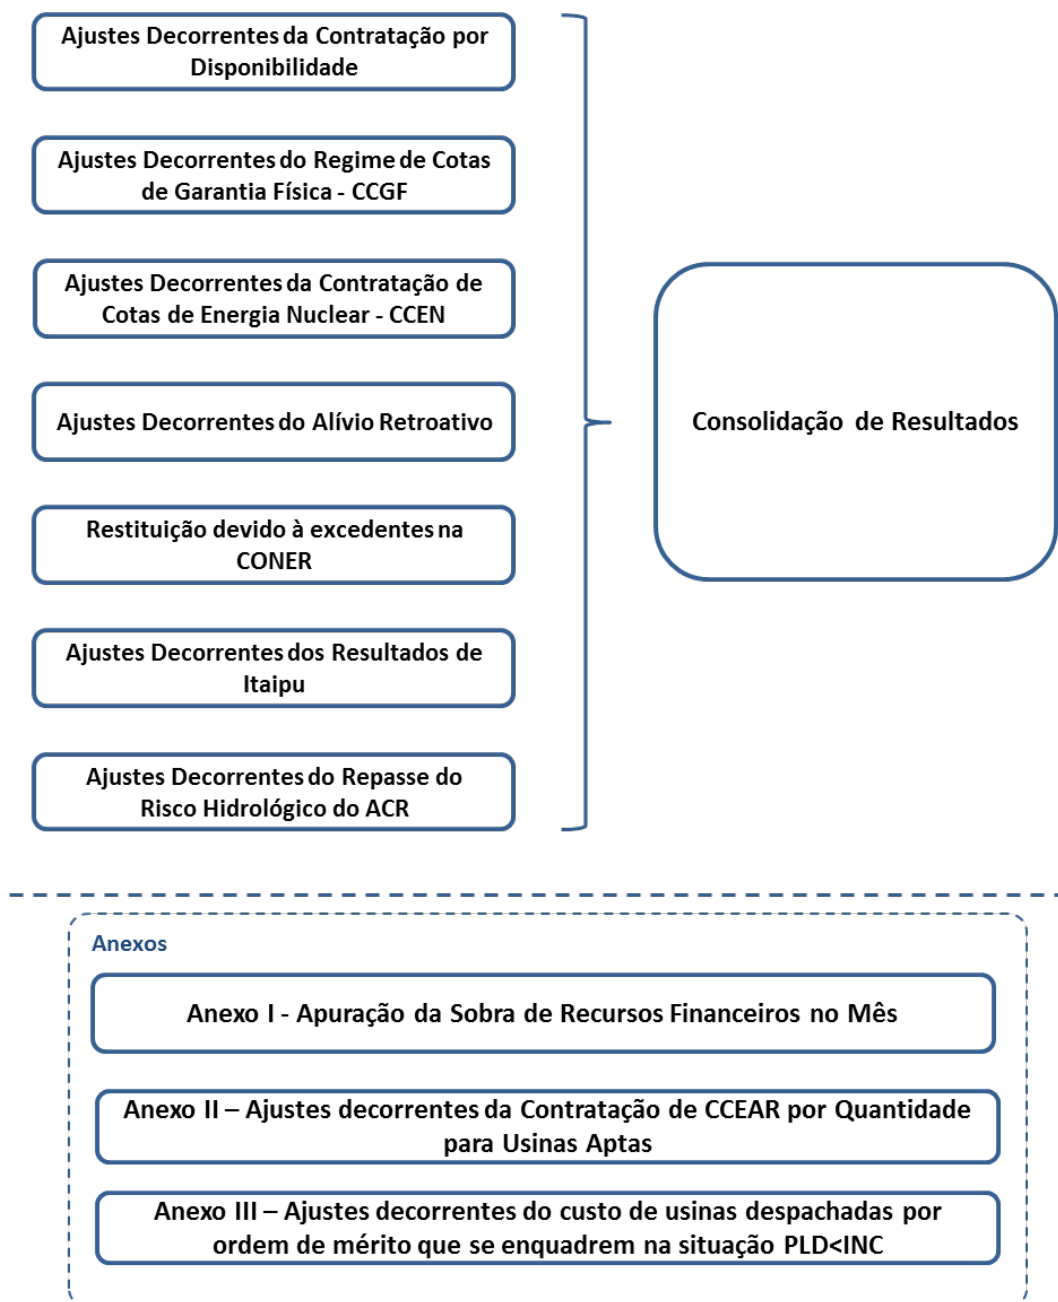 Ajustes Decorrentes da Contratação por
Disponibilidade
Ajustes Decorrentes do Regime de Cotas
de Garantia Física - CCGF
Ajustes Decorrentes da Contratação de
Cotas de Energia Nuclear - CCEN
Ajustes Decorrentes do Alívio Retroativo
Restituição devido à excedentes na
CONER
Ajustes Decorrentes dos Resultados de
Itaipu
Ajustes Decorrentes do Repasse do
Risco Hidrológico do ACR
Consolidação de Resultados
Anexos
Anexo I - Apuração da Sobra de Recursos Financeiros no Mês
Anexo II – Ajustes decorrentes da Contratação de CCEAR por Quantidade
para Usinas Aptas
Anexo III – Ajustes decorrentes do custo de usinas despachadas por
ordem de mérito que se enquadrem na situação PLD<INC